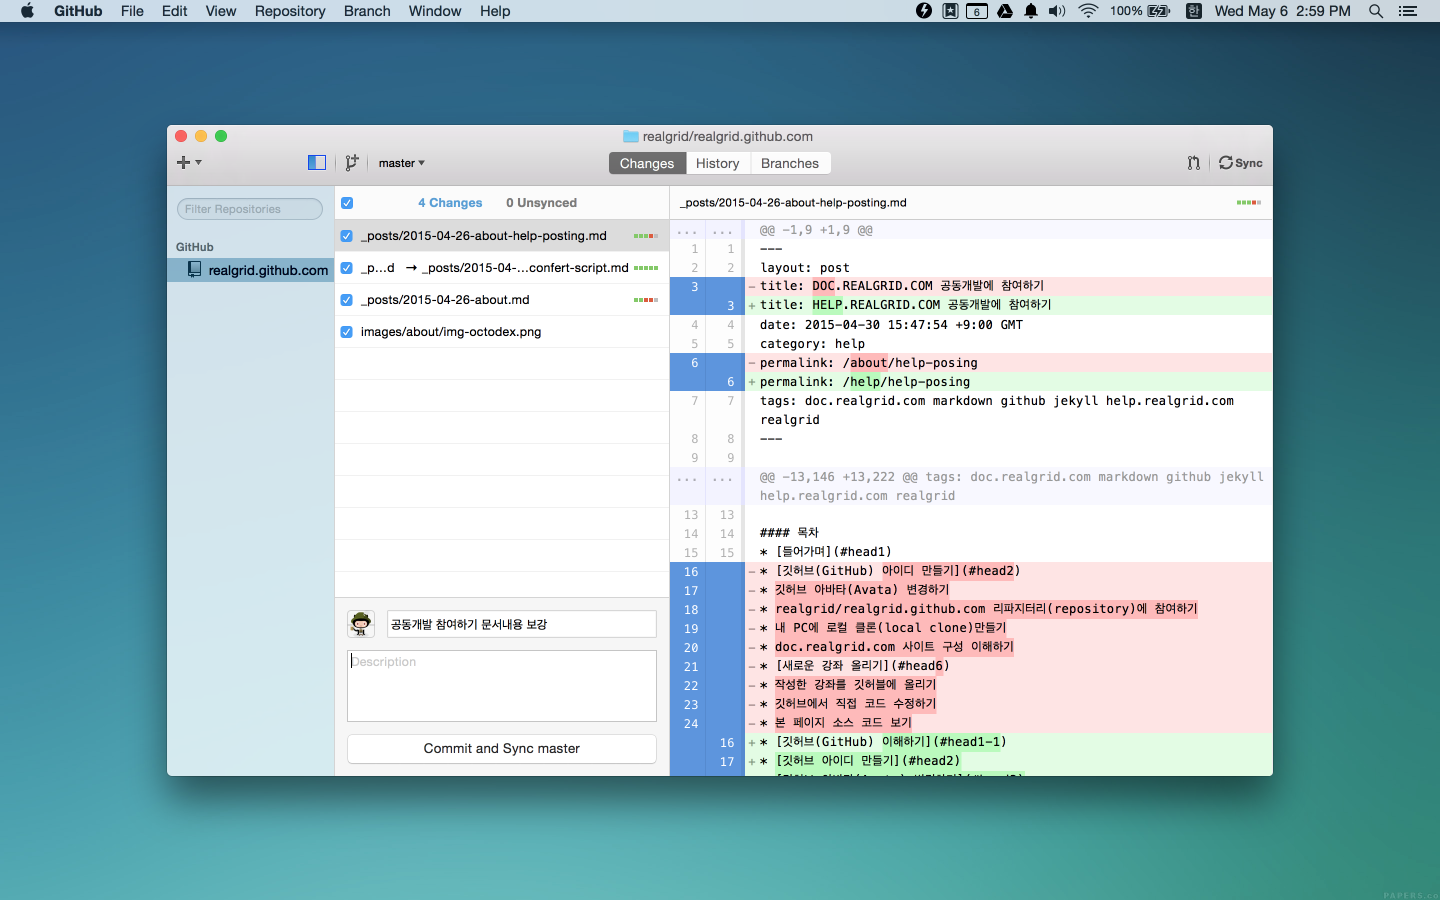 GitHub File Edit View Repository Branch Window Help 6 100% 한 Wed May 6 2:59 PM
realgrid/realgrid.github.com
master Changes History Branches Sync
Filter Repositories
GitHub
realgrid.github.com
4 Changes 0 Unsynced
_posts/2015-04-26-about-help-posting.md
_p...d → _posts/2015-04-...confert-script.md
_posts/2015-04-26-about.md
images/about/img-octodex.png
공동개발 참여하기 문서내용 보강
Description
Commit and Sync master
_posts/2015-04-26-about-help-posting.md
... ... @@ -1,9 +1,9 @@
1 1 ---
2 2 layout: post
3 - title: DOC.REALGRID.COM 공동개발에 참여하기
3 + title: HELP.REALGRID.COM 공동개발에 참여하기
4 4 date: 2015-04-30 15:47:54 +9:00 GMT
5 5 category: help
6 - permalink: /about/help-posing
6 + permalink: /help/help-posing
7 7 tags: doc.realgrid.com markdown github jekyll help.realgrid.com
realgrid
8 8 ---
9 9
... ... @@ -13,146 +13,222 @@ tags: doc.realgrid.com markdown github jekyll
help.realgrid.com realgrid
13 13
14 14 #### 목차
15 15 * [들어가며](#head1)
16 - * [깃허브(GitHub) 아이디 만들기](#head2)
17 - * 깃허브 아바타(Avata) 변경하기
18 - * realgrid/realgrid.github.com 리파지터리(repository)에 참여하기
19 - * 내 PC에 로컬 클론(local clone)만들기
20 - * doc.realgrid.com 사이트 구성 이해하기
21 - * [새로운 강좌 올리기](#head6)
22 - * 작성한 강좌를 깃허블에 올리기
23 - * 깃허브에서 직접 코드 수정하기
24 - * 본 페이지 소스 코드 보기
16 + * [깃허브(GitHub) 이해하기](#head1-1)
17 + * [깃허브 아이디 만들기](#head2)
PAPERS.co